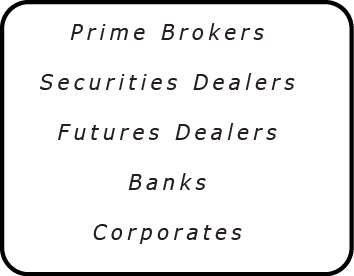 Prime Brokers
Securities Dealers
Futures Dealers
Banks
Corporates